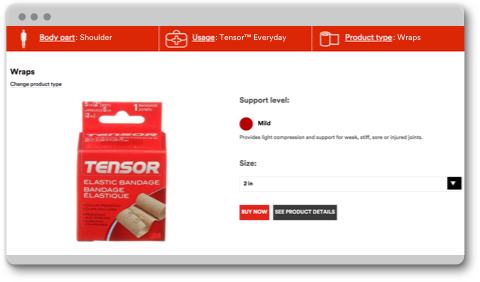 Body part: Shoulder
Usage: Tensor™ Everyday
Product type: Wraps
Wraps
Change product type
TENSOR
ELASTIC BANDAGE
BANDAGE
ÉLASTIQUE
Support level:
Mild
Provides light compression and support for weak, stiff, sore or injured joints.
Size:
2 in
BUY NOW
SEE PRODUCT DETAILS